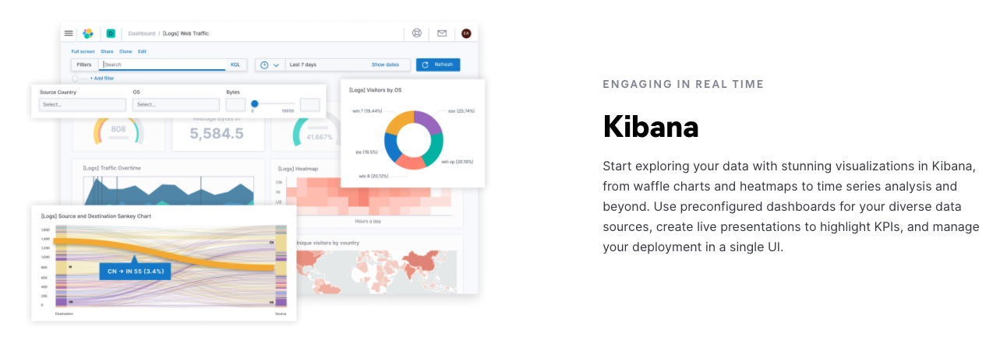 Dashboard / [Logs] Web Traffic
EA
D
Full screen Share Clone Edit
Filters Search KQL Last 7 days Show dates Refresh
+ Add filter
Source Country OS Bytes
Select... Select... 0 19956
808
5,584.5
41.667%
[Logs] Visitors by OS
win 7 (19.44%) osx (20.74%)
ios (19.5%) win xp (20.19%)
win 8 (20.12%)
[Logs] Traffic Overtime
[Logs] Heatmap
CN
IN
US
Hours a day
[Logs] Source and Destination Sankey Chart
1,800
1,400
1,200
1,000
800
600
400
200
0
CN → IN 55 (3.4%)
CN
IN
US
US
Destination Source
Unique visitors by country
ENGAGING IN REAL TIME
Kibana
Start exploring your data with stunning visualizations in Kibana,
from waffle charts and heatmaps to time series analysis and
beyond. Use preconfigured dashboards for your diverse data
sources, create live presentations to highlight KPIs, and manage
your deployment in a single UI.